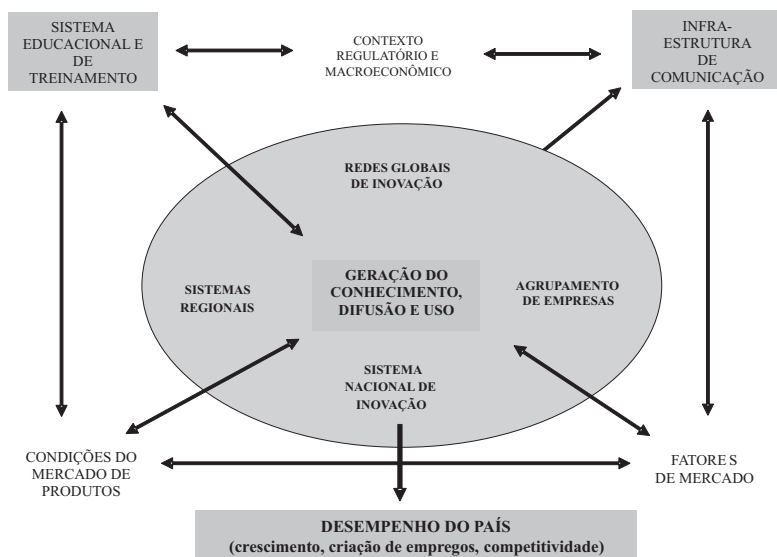 SISTEMA
EDUCACIONAL E
DE
TREINAMENTO
CONTEXTO
REGULATÓRIO E
MACROECONÔMICO
INFRA-
ESTRUTURA
DE
COMUNICAÇÃO
REDES GLOBAIS
DE INOVAÇÃO
SISTEMAS
REGIONAIS
GERAÇÃO DO
CONHECIMENTO,
DIFUSÃO E USO
AGRUPAMENTO
DE EMPRESAS
SISTEMA
NACIONAL DE
INOVAÇÃO
CONDIÇÕES DO
MERCADO DE
PRODUTOS
FATORES
DE MERCADO
DESEMPENHO DO PAÍS
(crescimento, criação de empregos, competitividade)